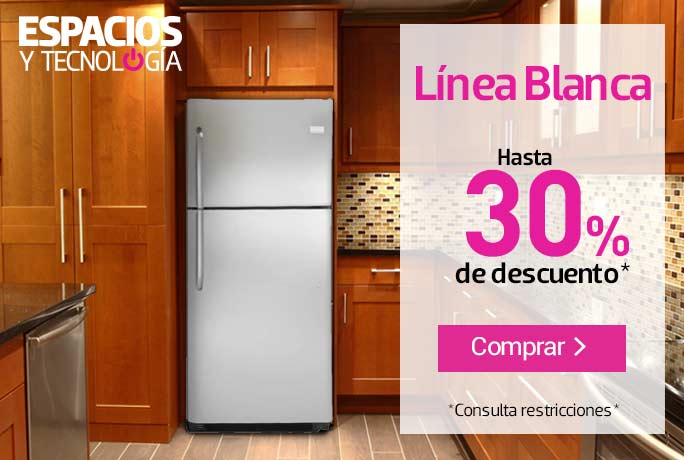 ESPACIOS
Y TECNOLOGÍA
Línea Blanca
Hasta
30%
de descuento*
Comprar >
*Consulta restricciones*